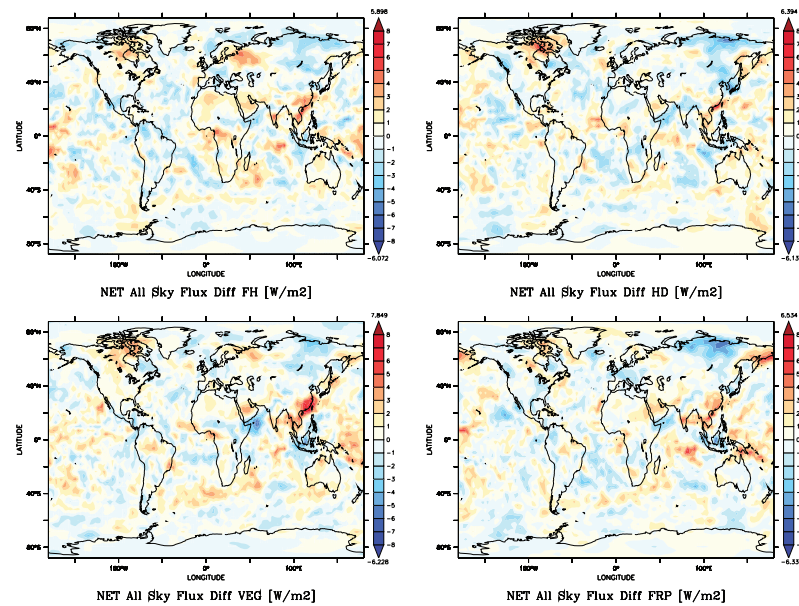 5.898
80°N
40°N
0°
40°S
80°S
LATITUDE
8
7
6
5
4
3
2
1
0
-1
-2
-3
-4
-5
-6
-7
-8
-6.072
100°W
0°
100°E
LONGITUDE
NET All Sky Flux Diff FH [W/m2]
6.394
80°N
40°N
0°
40°S
80°S
LATITUDE
100°W
0°
100°E
LONGITUDE
NET All Sky Flux Diff HD [W/m2]
7.849
80°N
40°N
0°
40°S
80°S
LATITUDE
8
7
6
5
4
3
2
1
0
-1
-2
-3
-4
-5
-6
-7
-8
-6.228
100°W
0°
100°E
LONGITUDE
NET All Sky Flux Diff VEG [W/m2]
6.534
80°N
40°N
0°
40°S
80°S
LATITUDE
100°W
0°
100°E
LONGITUDE
NET All Sky Flux Diff FRP [W/m2]